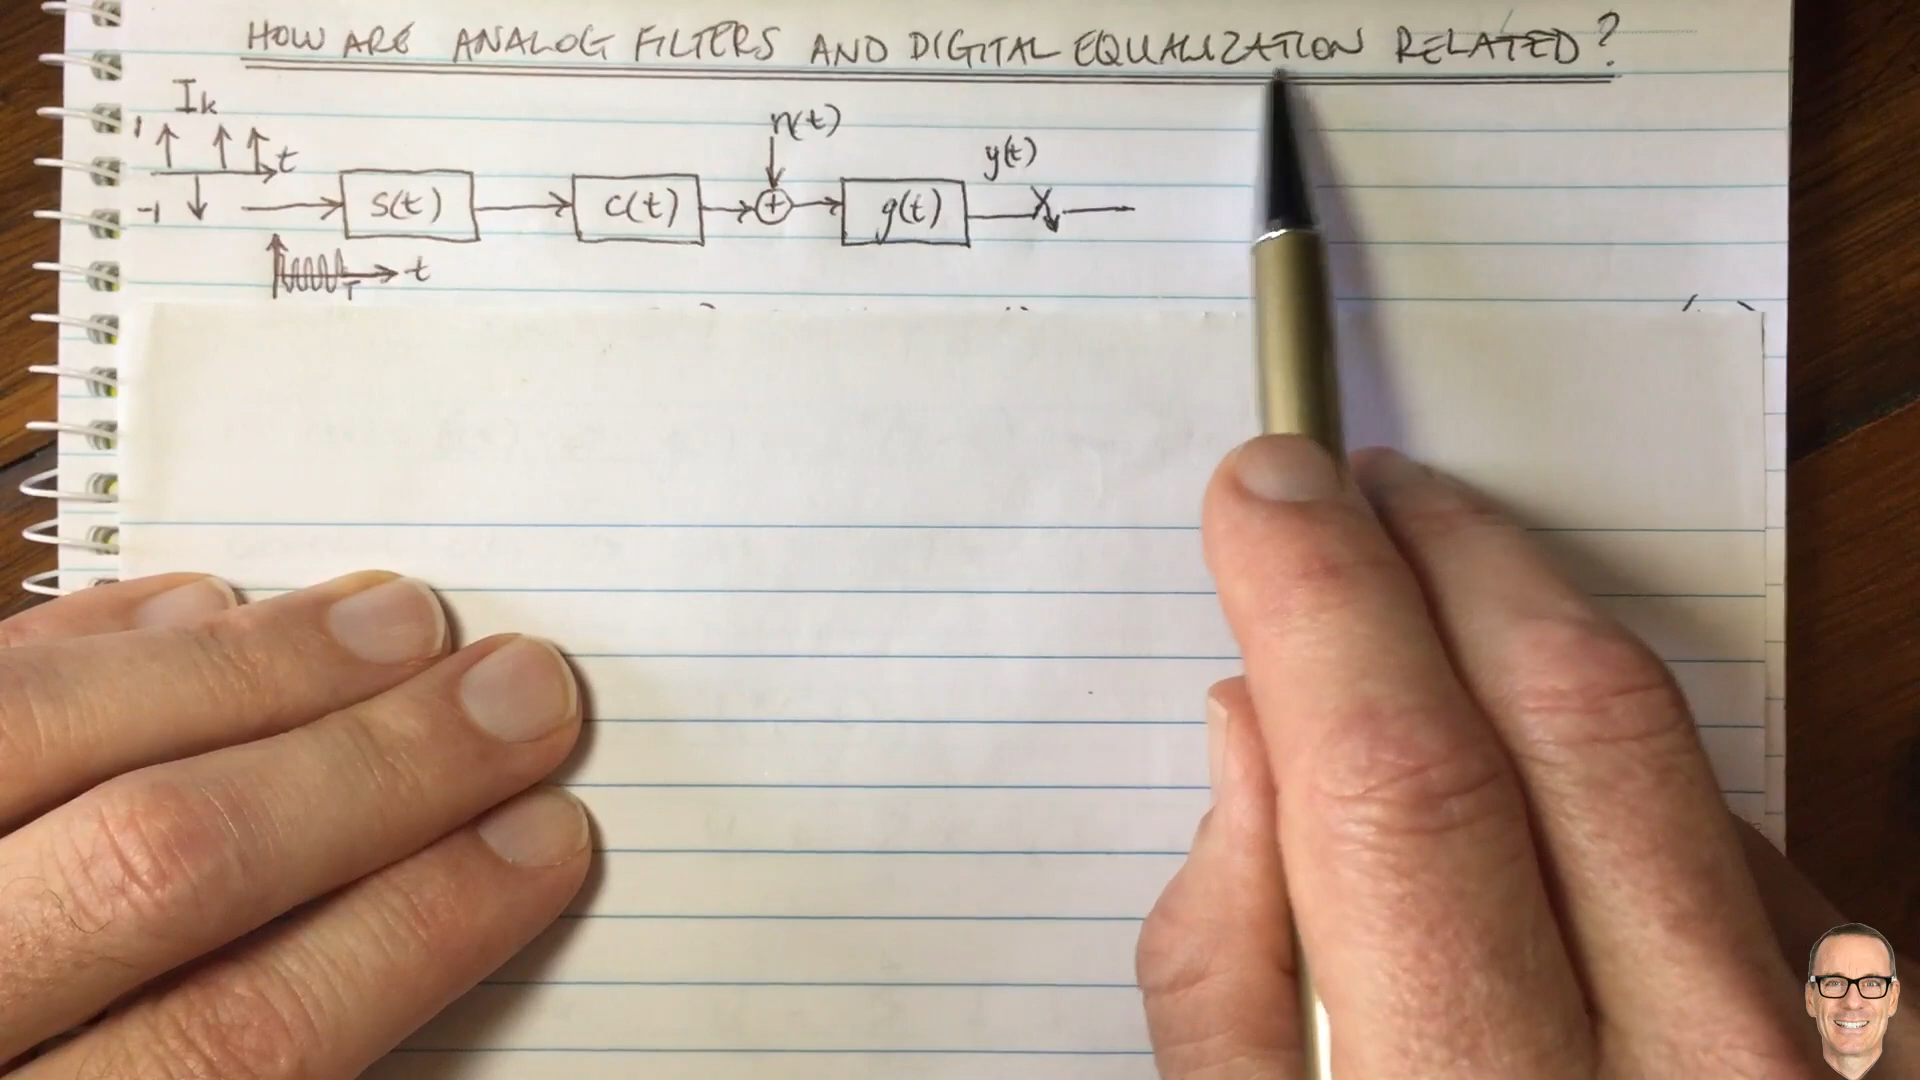 HOW ARE ANALOG FILTERS AND DIGITAL EQUALIZATION RELATED?
Ik
1
t
-1
s(t)
c(t)
n(t)
+
g(t)
y(t)
t
T